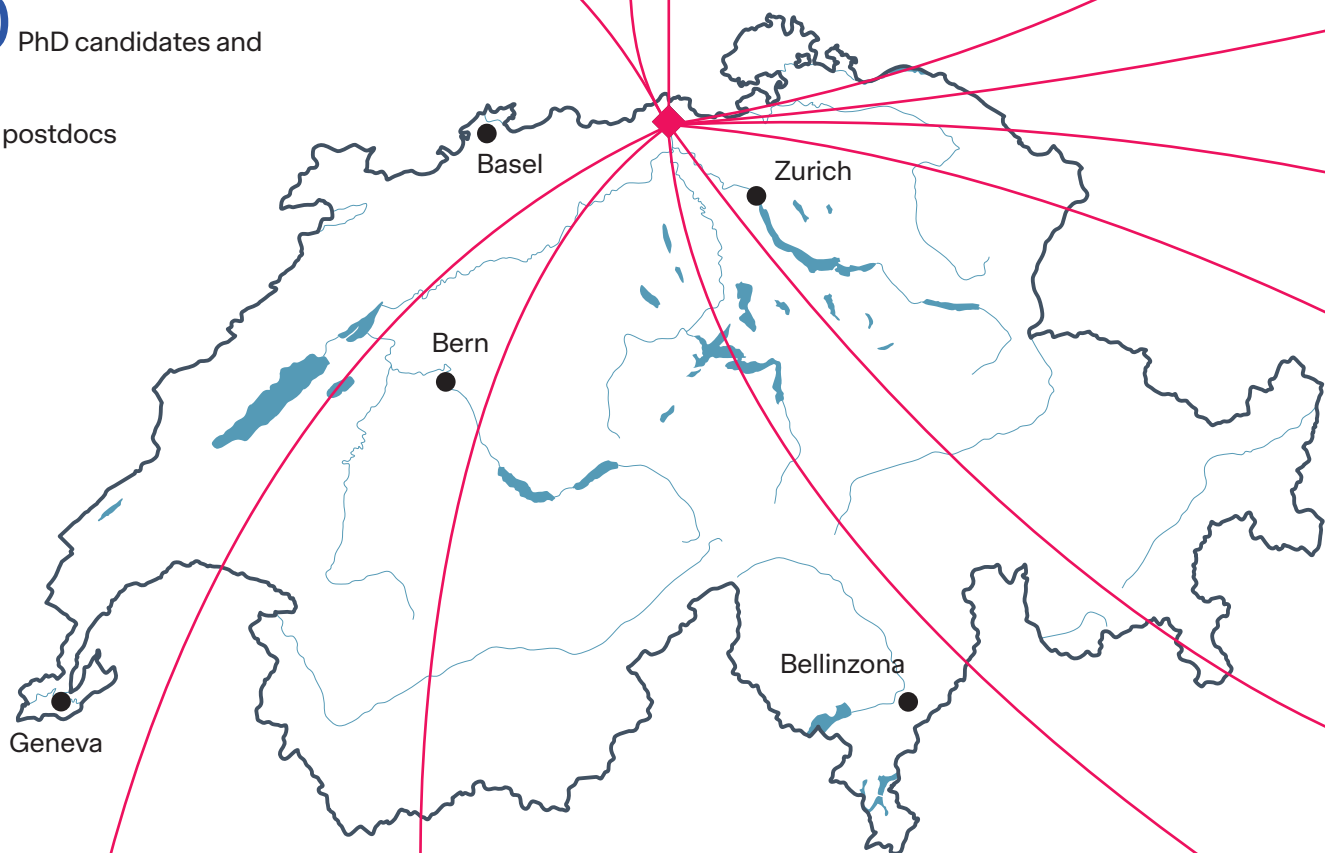 PhD candidates and
postdocs
Basel
Zurich
Bern
Bellinzona
Geneva